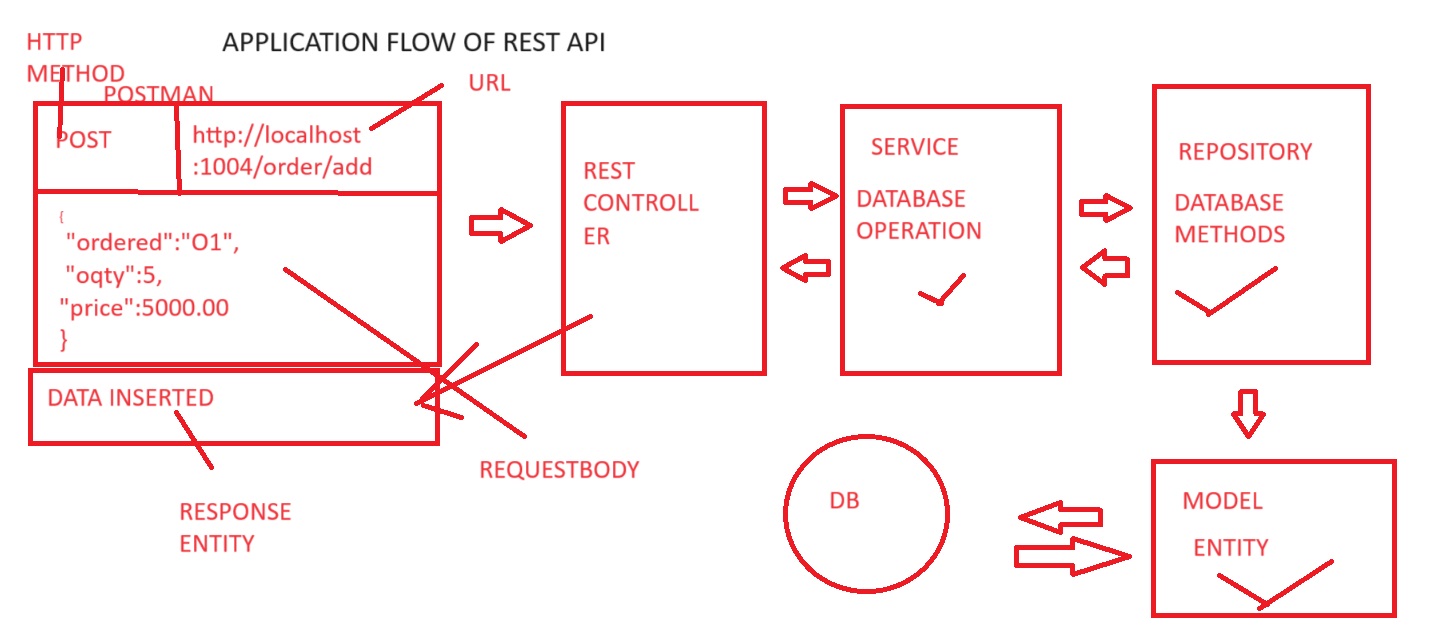 HTTP
METHOD
APPLICATION FLOW OF REST API
POSTMAN
URL
POST
http://localhost
:1004/order/add
{
"ordered":"O1",
"oqty":5,
"price":5000.00
}
DATA INSERTED
RESPONSE
ENTITY
REQUESTBODY
REST
CONTROLL
ER
SERVICE
DATABASE
OPERATION
REPOSITORY
DATABASE
METHODS
DB
MODEL
ENTITY